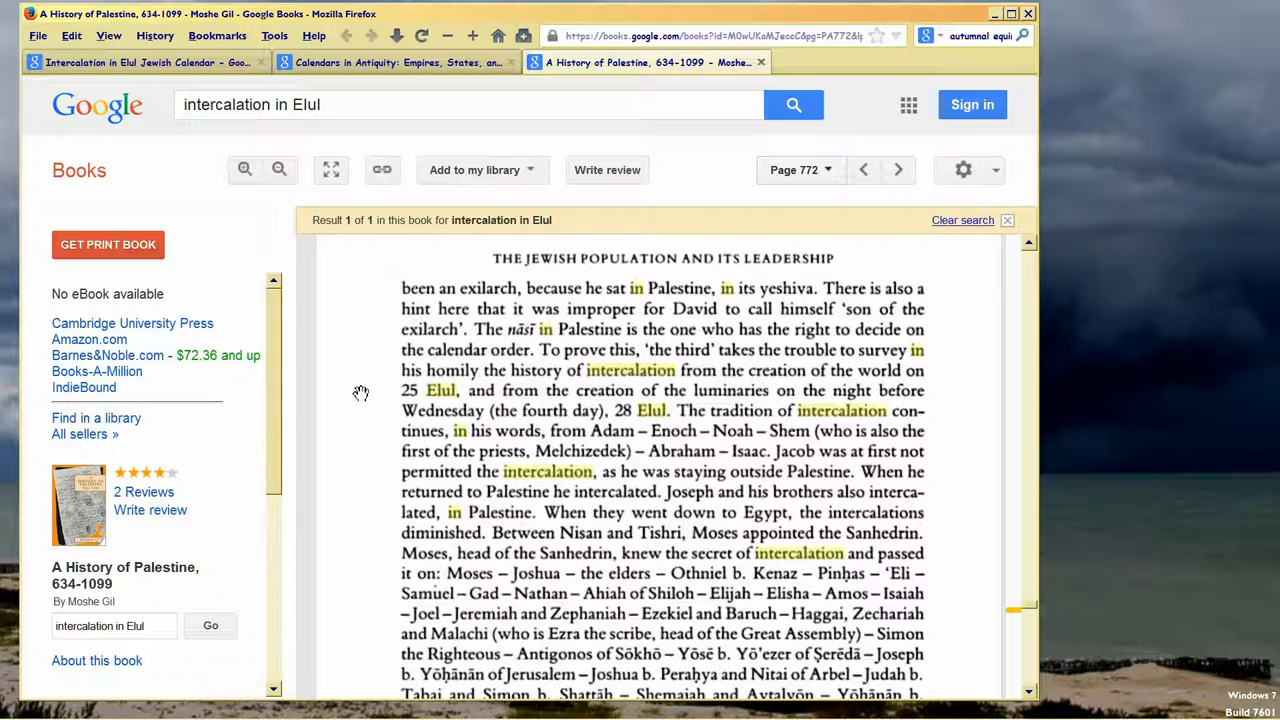 A History of Palestine, 634-1099 - Moshe Gil - Google Books - Mozilla Firefox
File Edit View History Bookmarks Tools Help
https://books.google.com/books?id=M0wUKoMJeccC&pg=PA772&lp
autumnal equi
Intercalation in Elul Jewish Calendar - Goo...
Calendars in Antiquity: Empires, States, an...
A History of Palestine, 634-1099 - Moshe...
Google
intercalation in Elul
Sign in
Books
Add to my library
Write review
Page 772
Result 1 of 1 in this book for intercalation in Elul
Clear search
GET PRINT BOOK
No eBook available
Cambridge University Press
Amazon.com
Barnes&Noble.com - $72.36 and up
Books-A-Million
IndieBound
Find in a library
All sellers »
2 Reviews
Write review
A History of Palestine,
634-1099
By Moshe Gil
intercalation in Elul
Go
About this book
THE JEWISH POPULATION AND ITS LEADERSHIP
been an exilarch, because he sat in Palestine, in its yeshiva. There is also a
hint here that it was improper for David to call himself ‘son of the
exilarch’. The nāsī in Palestine is the one who has the right to decide on
the calendar order. To prove this, ‘the third’ takes the trouble to survey in
his homily the history of intercalation from the creation of the world on
25 Elul, and from the creation of the luminaries on the night before
Wednesday (the fourth day), 28 Elul. The tradition of intercalation con-
tinues, in his words, from Adam – Enoch – Noah – Shem (who is also the
first of the priests, Melchizedek) – Abraham – Isaac. Jacob was at first not
permitted the intercalation, as he was staying outside Palestine. When he
returned to Palestine he intercalated. Joseph and his brothers also interca-
lated, in Palestine. When they went down to Egypt, the intercalations
diminished. Between Nisan and Tishri, Moses appointed the Sanhedrin.
Moses, head of the Sanhedrin, knew the secret of intercalation and passed
it on: Moses – Joshua – the elders – Othniel b. Kenaz – Pinḥas – ‘Eli –
Samuel – Gad – Nathan – Ahiah of Shiloh – Elijah – Elisha – Amos – Isaiah
– Joel – Jeremiah and Zephaniah – Ezekiel and Baruch – Haggai, Zechariah
and Malachi (who is Ezra the scribe, head of the Great Assembly) – Simon
the Righteous – Antigonos of Sōkhō – Yōsē b. Yō’ezer of Ṣerēdā – Joseph
b. Yōḥānān of Jerusalem – Joshua b. Peraḥya and Nitai of Arbel – Judah b.
Tabai and Simon b. Shattāḥ – Shemaiah and Avtalyōn – Yōḥānān b.
Windows 7
Build 7601